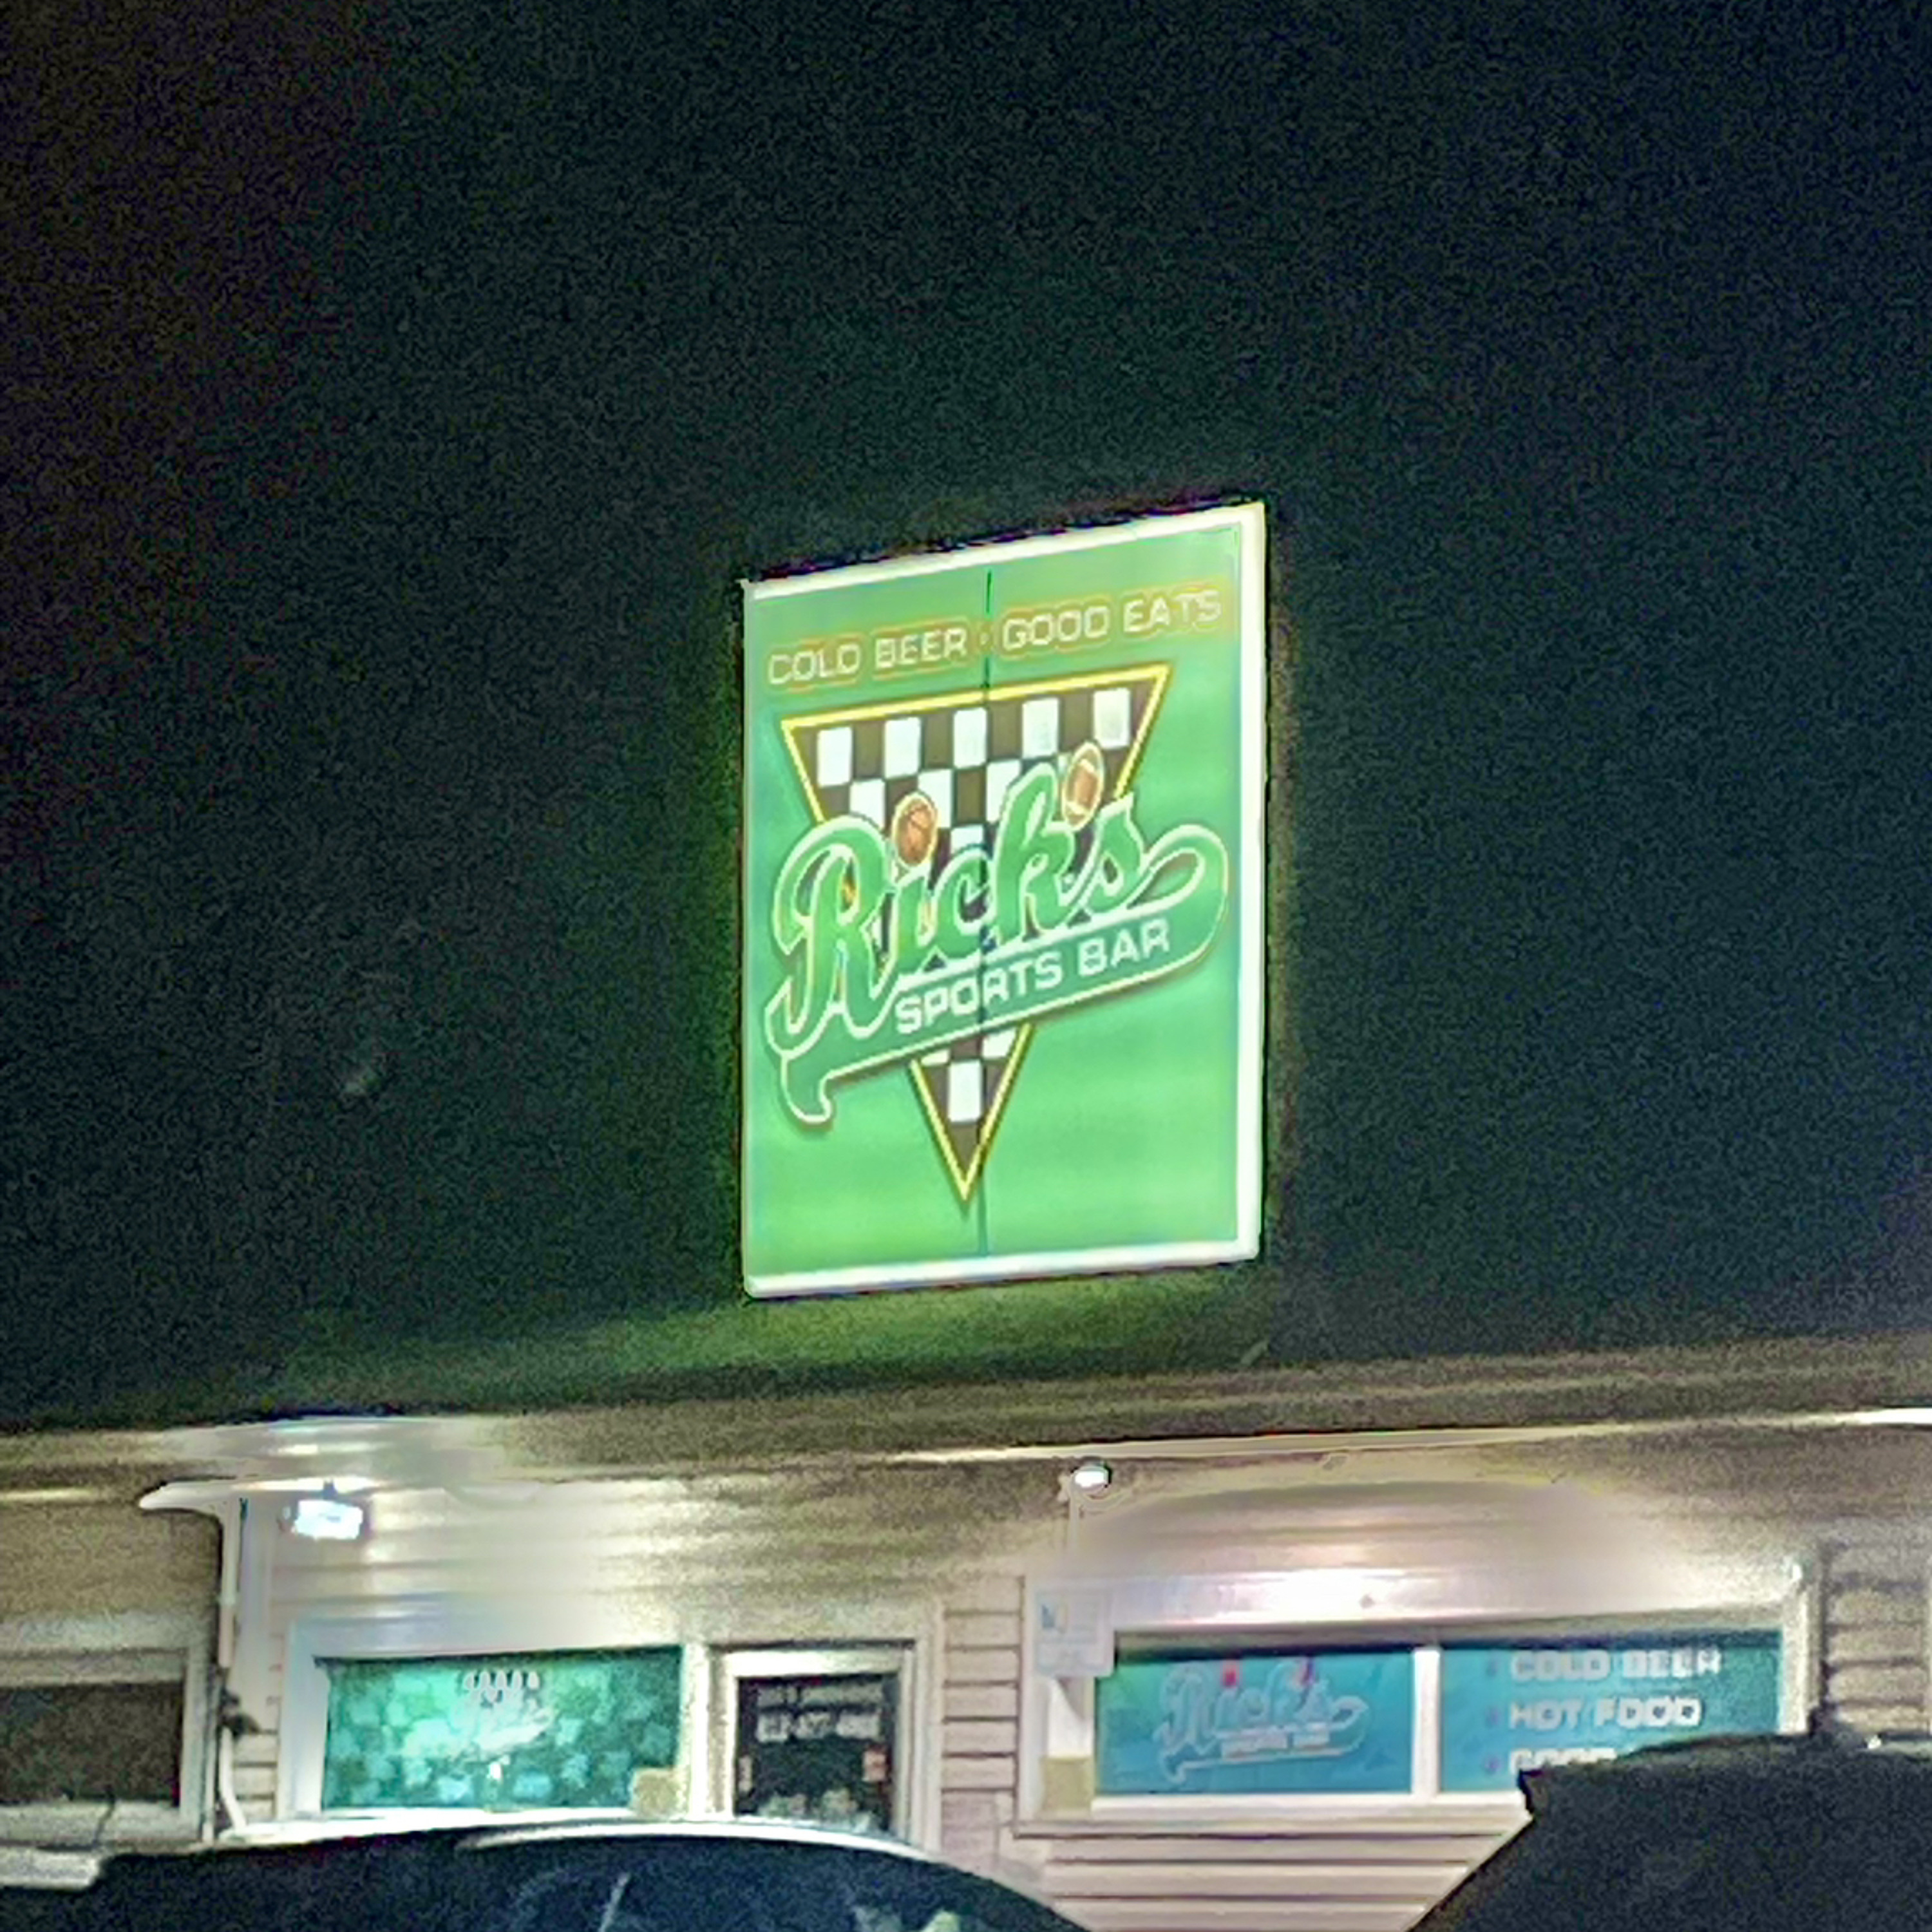 COLD BEER · GOOD EATS
Rick's
SPORTS BAR
Rick's
COLD BEER
HOT FOOD